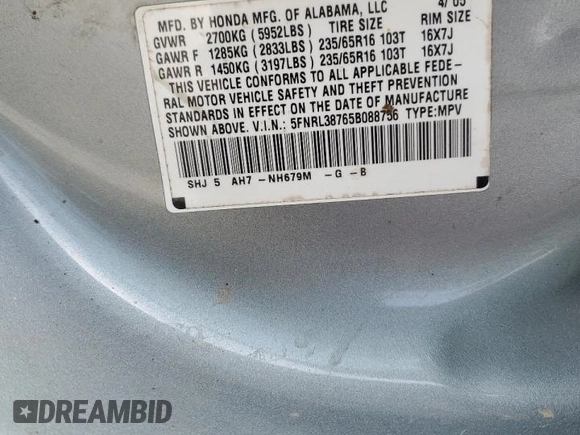 MFD. BY HONDA MFG. OF ALABAMA, LLC 4/05
GVWR 2700KG (5952LBS) TIRE SIZE RIM SIZE
GAWR F 1285KG (2833LBS) 235/65R16 103T 16X7J
GAWR R 1450KG (3197LBS) 235/65R16 103T 16X7J
THIS VEHICLE CONFORMS TO ALL APPLICABLE FEDE-
RAL MOTOR VEHICLE SAFETY AND THEFT PREVENTION
STANDARDS IN EFFECT ON THE DATE OF MANUFACTURE
SHOWN ABOVE. V.I.N.: 5FNRL38765B088756 TYPE:MPV
SHJ 5 AH7 -NH679M -G -B
DREAMBID